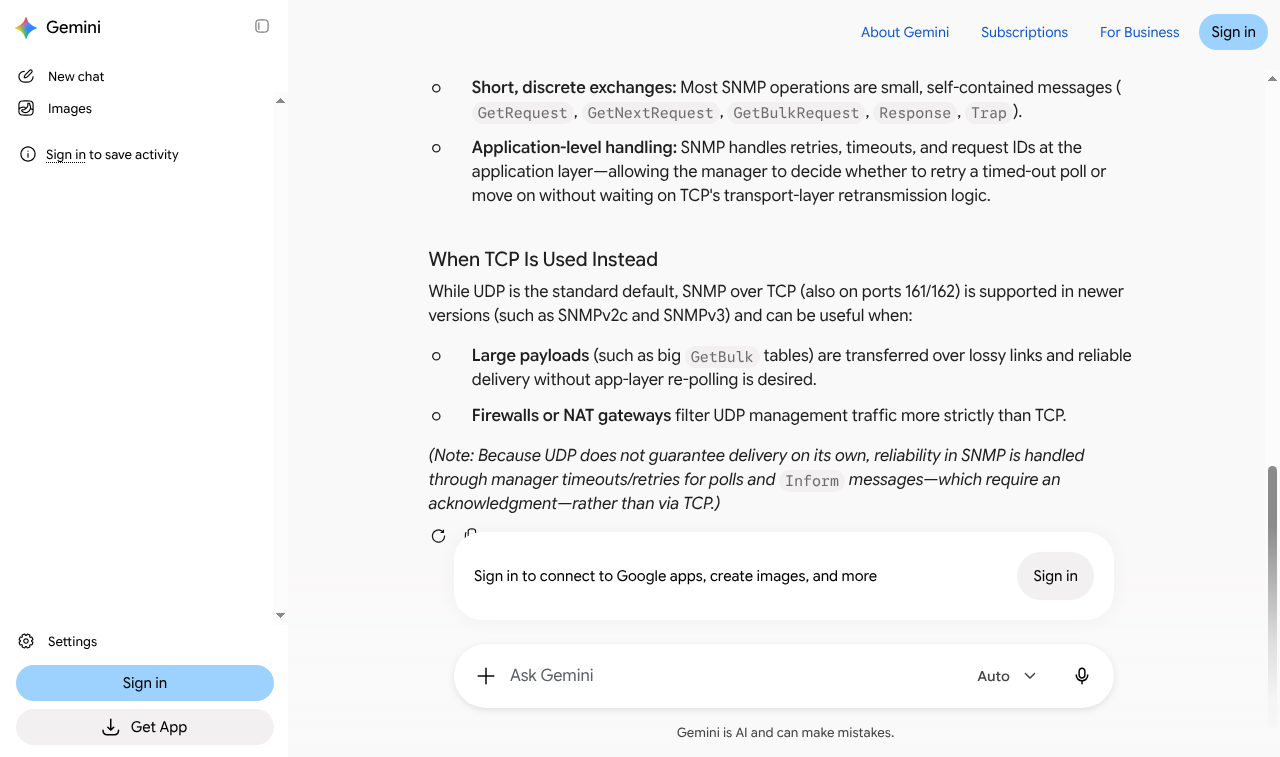 Gemini
New chat
Images
Sign in to save activity
Settings
Sign in
Get App
About Gemini
Subscriptions
For Business
Sign in
Short, discrete exchanges: Most SNMP operations are small, self-contained messages (
GetRequest, GetNextRequest, GetBulkRequest, Response, Trap ).
Application-level handling: SNMP handles retries, timeouts, and request IDs at the
application layer—allowing the manager to decide whether to retry a timed-out poll or
move on without waiting on TCP's transport-layer retransmission logic.
When TCP Is Used Instead
While UDP is the standard default, SNMP over TCP (also on ports 161/162) is supported in newer
versions (such as SNMPv2c and SNMPv3) and can be useful when:
Large payloads (such as big GetBulk tables) are transferred over lossy links and reliable
delivery without app-layer re-polling is desired.
Firewalls or NAT gateways filter UDP management traffic more strictly than TCP.
(Note: Because UDP does not guarantee delivery on its own, reliability in SNMP is handled
through manager timeouts/retries for polls and Inform messages—which require an
acknowledgment—rather than via TCP.)
Sign in to connect to Google apps, create images, and more
Sign in
Ask Gemini
Auto
Gemini is AI and can make mistakes.